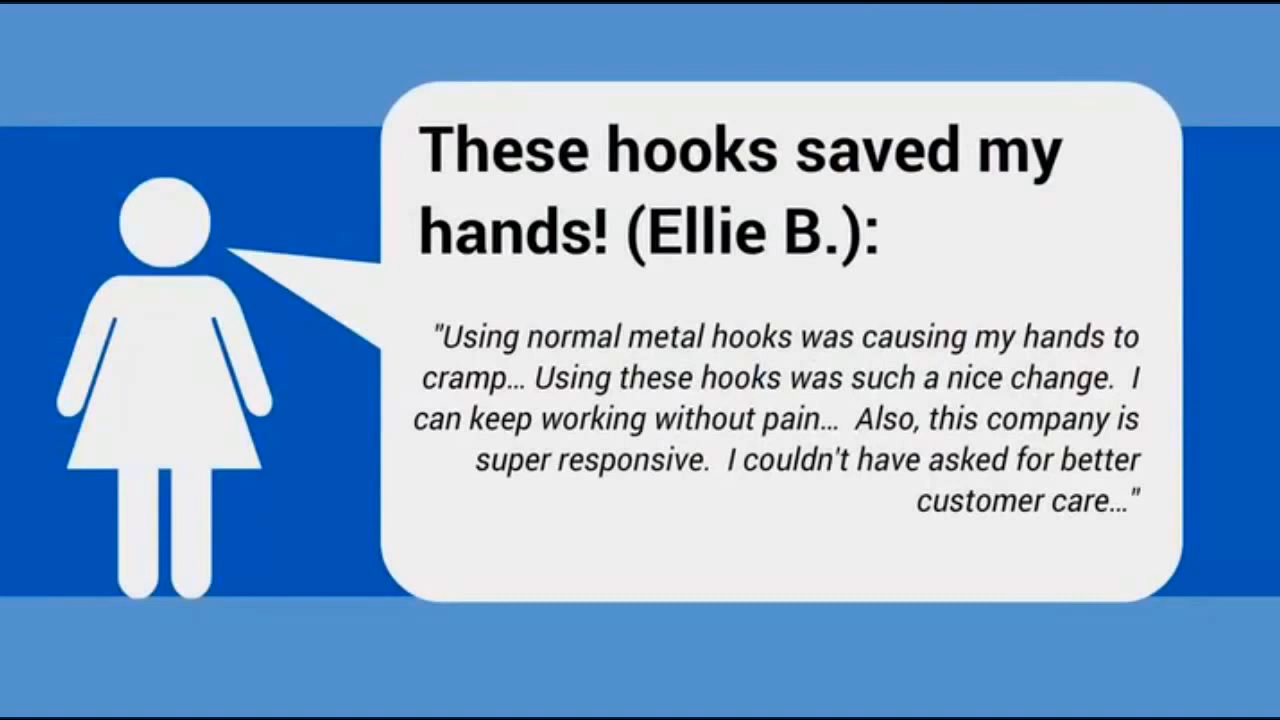 These hooks saved my
hands! (Ellie B.):
"Using normal metal hooks was causing my hands to
cramp... Using these hooks was such a nice change.  I
can keep working without pain...  Also, this company is
super responsive.  I couldn't have asked for better
customer care..."